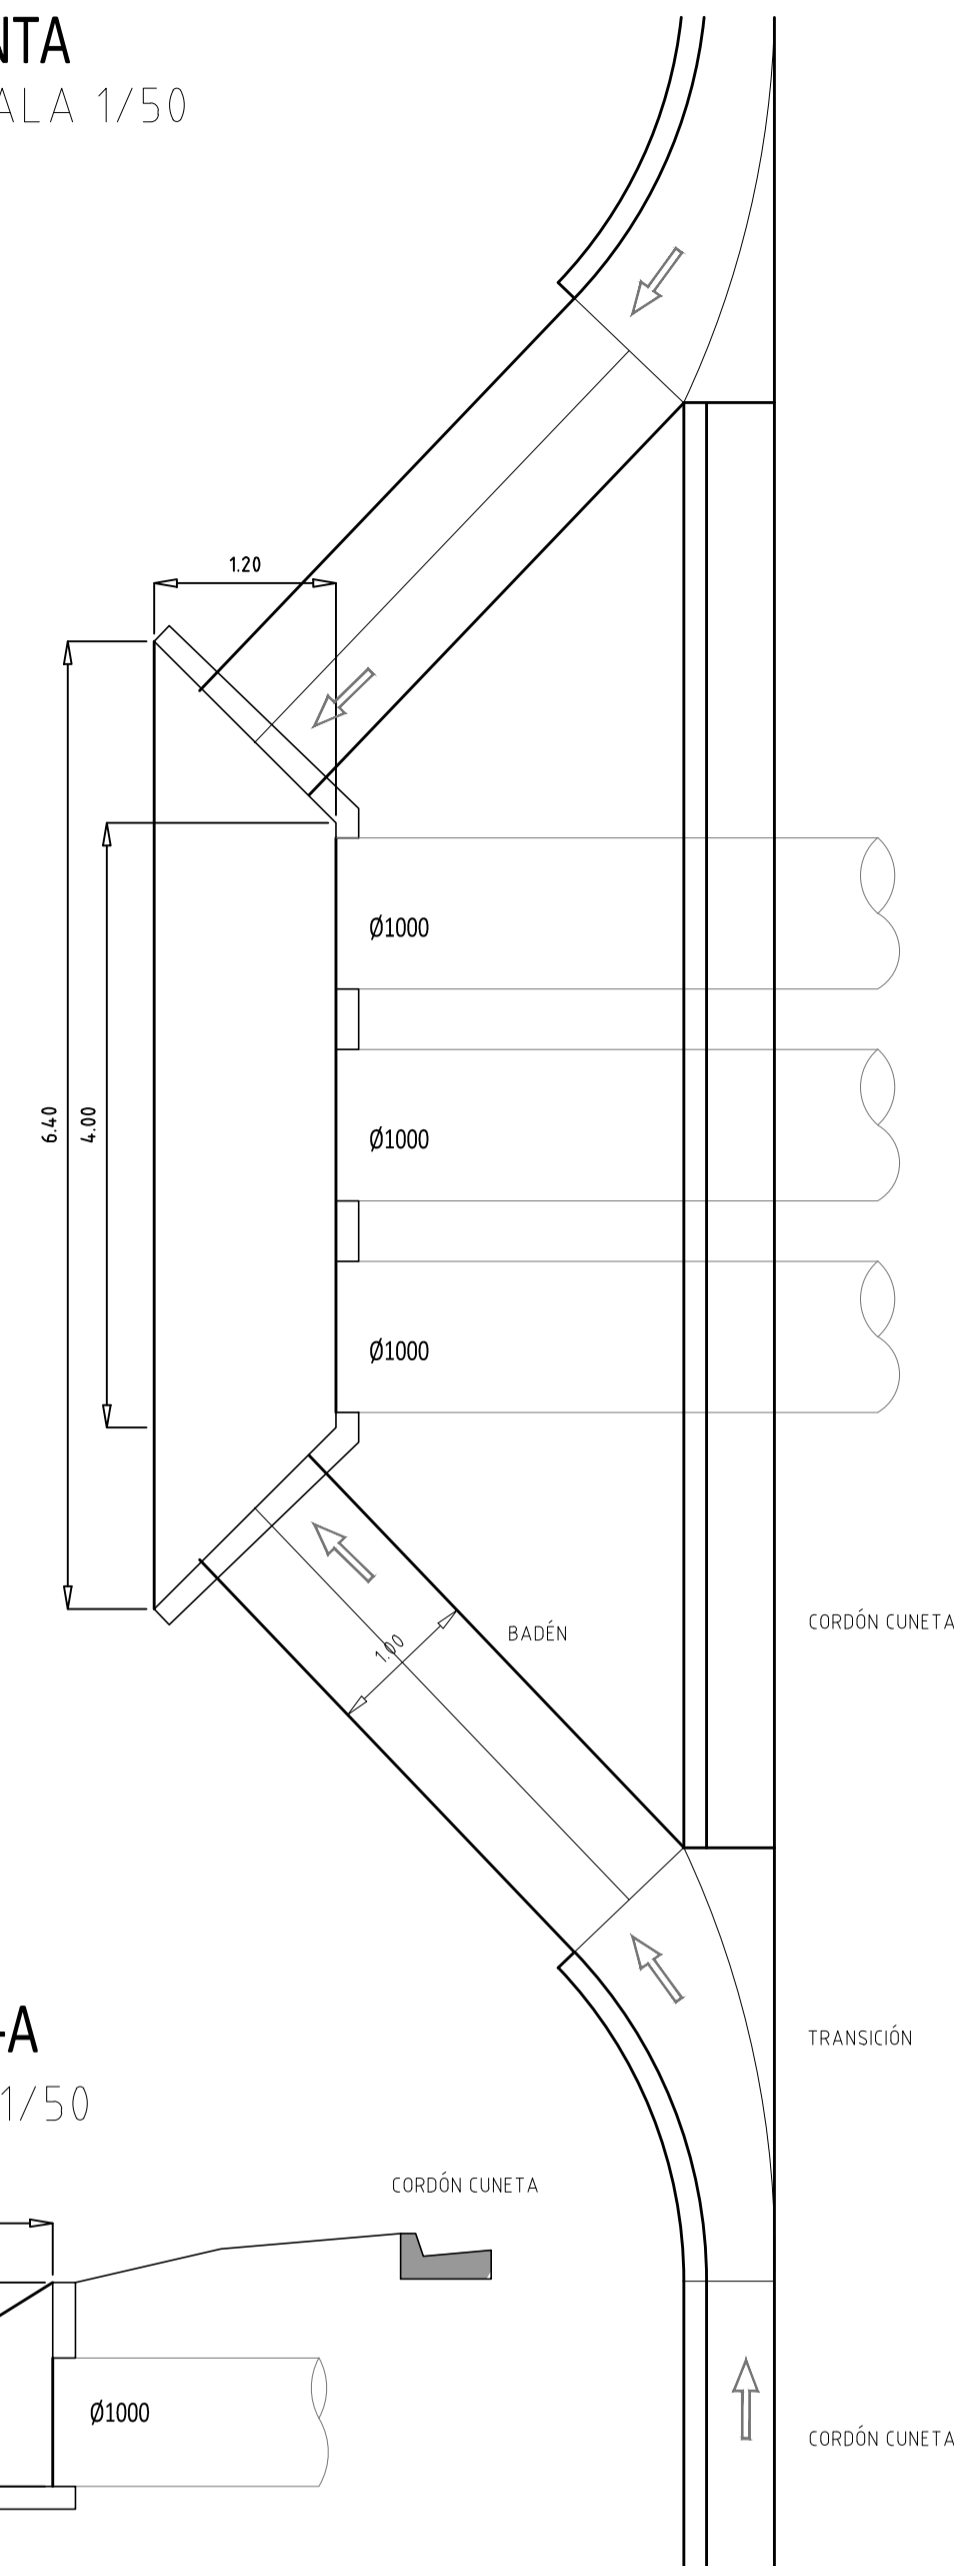 NTA
ALA 1/50
1.20
Ø1000
6.40
4.00
Ø1000
Ø1000
1.00
BADÉN
CORDÓN CUNETA
-A
TRANSICIÓN
1/50
CORDÓN CUNETA
Ø1000
CORDÓN CUNETA